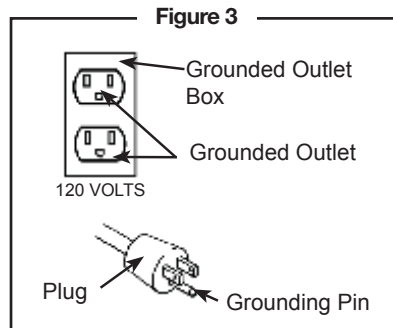 Figure 3
Grounded Outlet
Box
Grounded Outlet
120 VOLTS
Plug
Grounding Pin